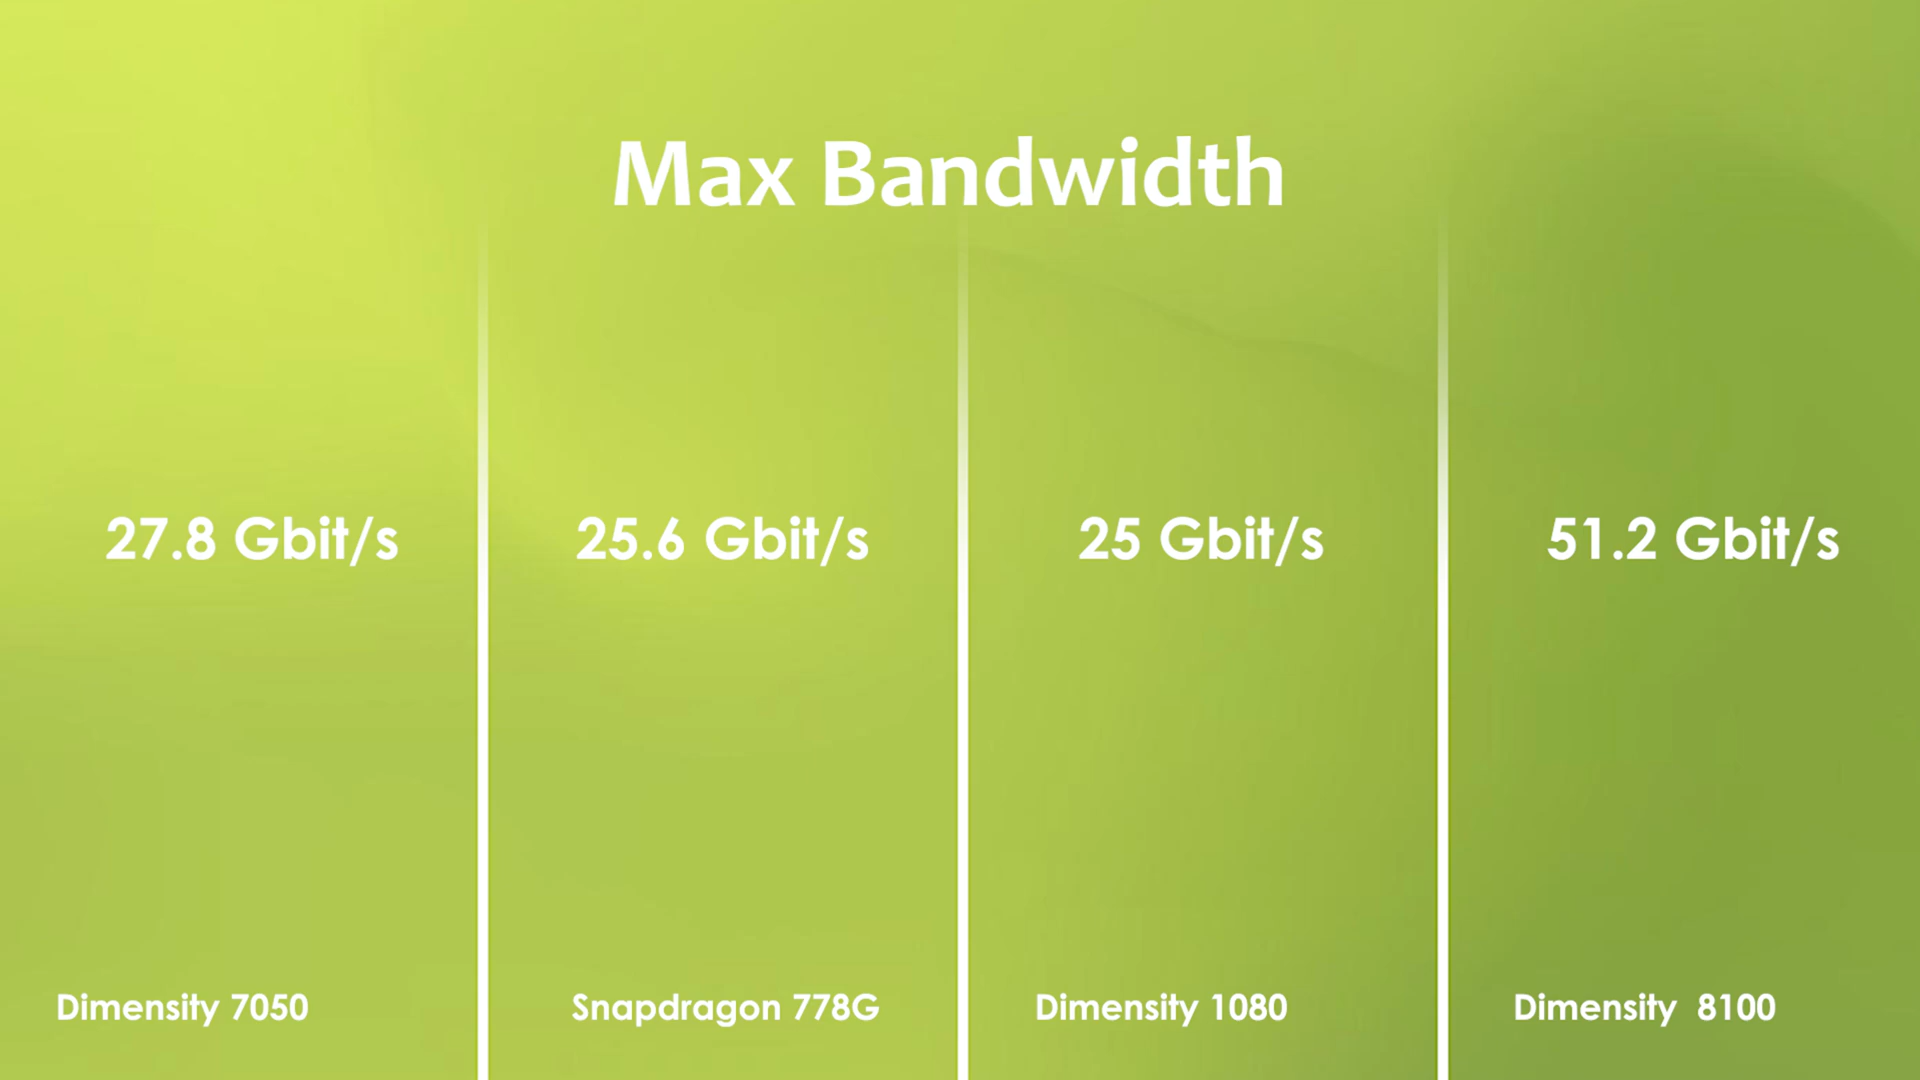 Max Bandwidth
27.8 Gbit/s
25.6 Gbit/s
25 Gbit/s
51.2 Gbit/s
Dimensity 7050
Snapdragon 778G
Dimensity 1080
Dimensity 8100